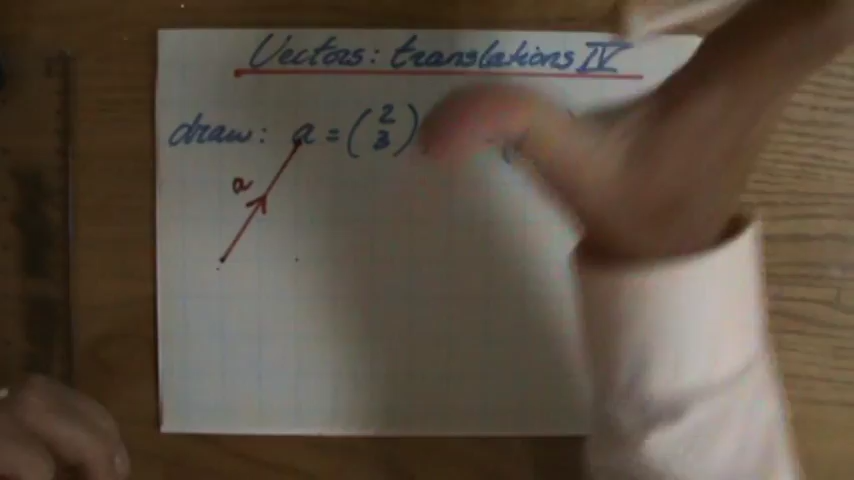 Vectors: translations IV
draw: a = (2 3)
a